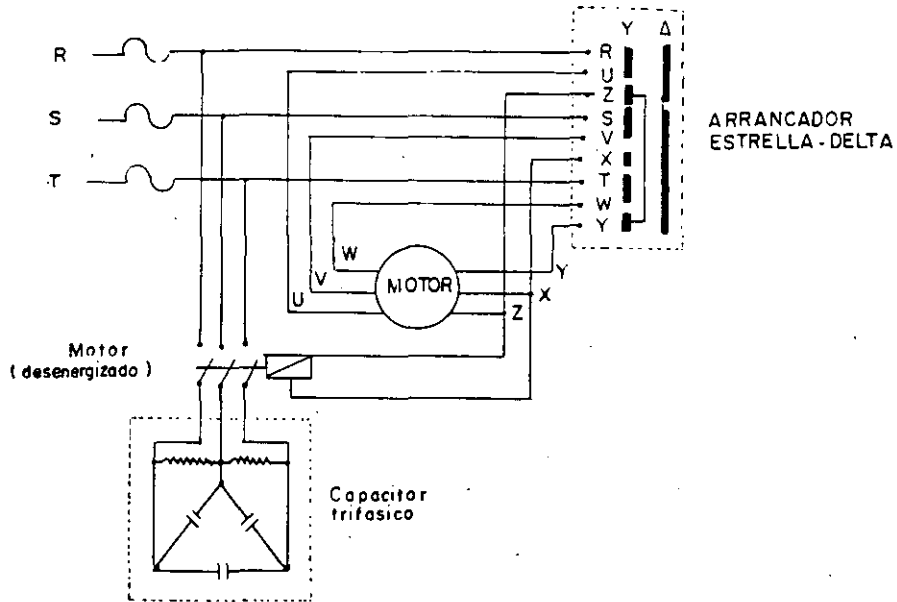 Y Δ
R
R
U
Z
S
S
V
X
T
T
W
Y
ARRANCADOR
ESTRELLA - DELTA
W
V
U
MOTOR
Y
X
Z
Motor
( desenergizado )
Capacitor
trifasico